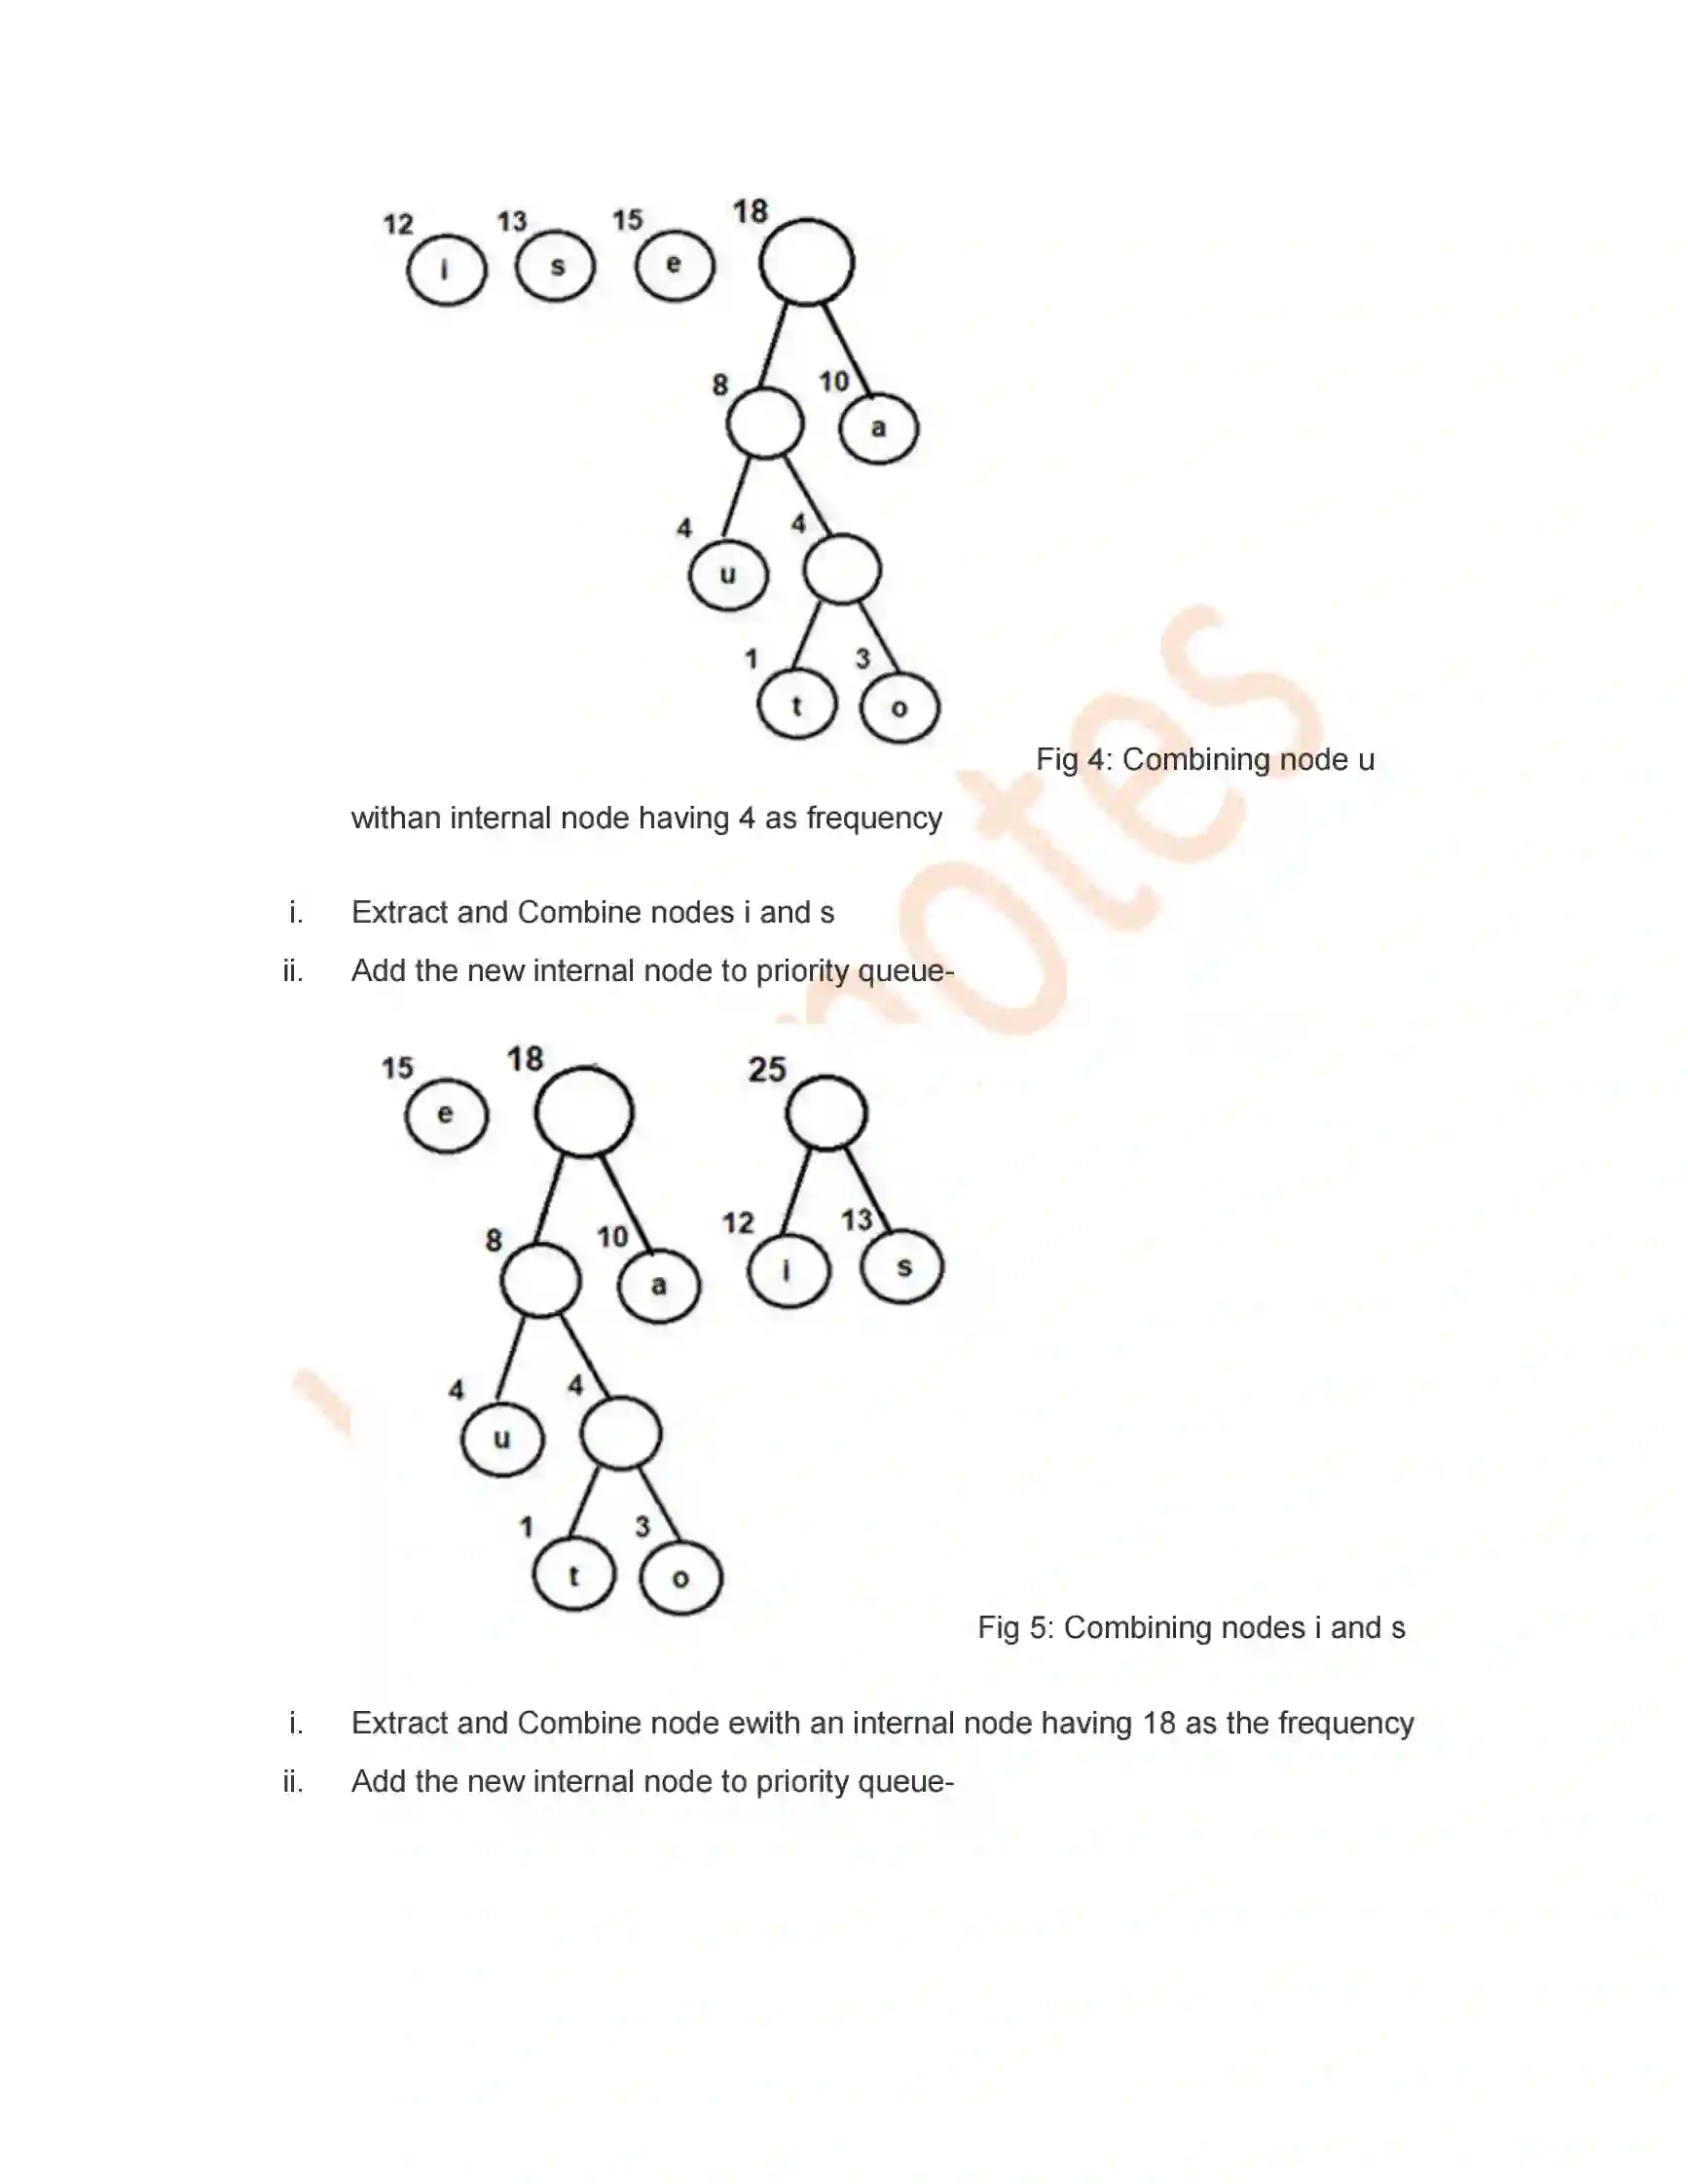 12 13 15 18
i s e
8 10
a
4 4
u
1 3
t o
Fig 4: Combining node u
withan internal node having 4 as frequency
i. Extract and Combine nodes i and s
ii. Add the new internal node to priority queue-
15 18 25
e
8 10 12 13
a i s
4 4
u
1 3
t o
Fig 5: Combining nodes i and s
i. Extract and Combine node ewith an internal node having 18 as the frequency
ii. Add the new internal node to priority queue-